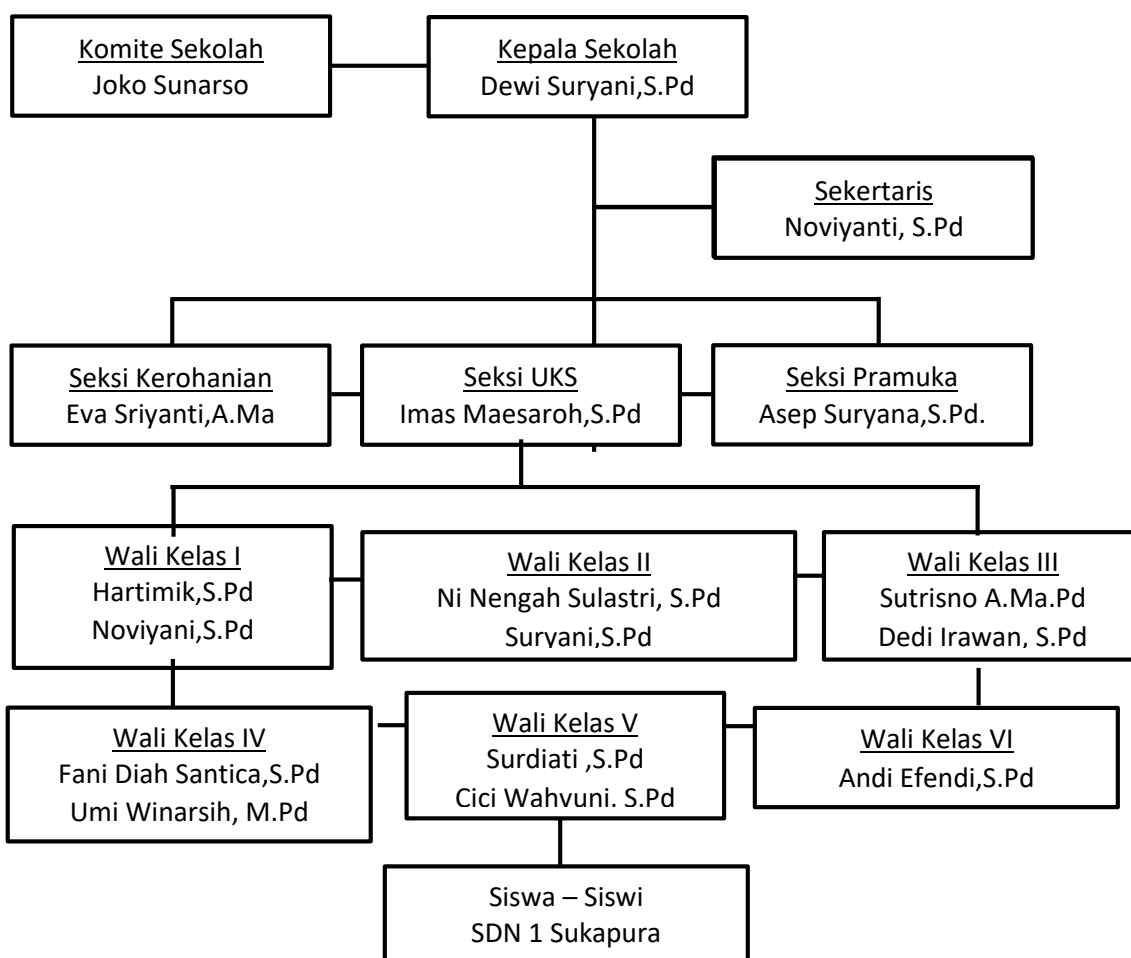 Komite Sekolah
Joko Sunarso
Kepala Sekolah
Dewi Suryani,S.Pd
Sekertaris
Noviyanti, S.Pd
Seksi Kerohanian
Eva Sriyanti,A.Ma
Seksi UKS
Imas Maesaroh,S.Pd
Seksi Pramuka
Asep Suryana,S.Pd.
Wali Kelas I
Hartimik,S.Pd
Noviyani,S.Pd
Wali Kelas II
Ni Nengah Sulastri, S.Pd
Suryani,S.Pd
Wali Kelas III
Sutrisno A.Ma.Pd
Dedi Irawan, S.Pd
Wali Kelas IV
Fani Diah Santica,S.Pd
Umi Winarsih, M.Pd
Wali Kelas V
Surdiati ,S.Pd
Cici Wahyuni. S.Pd
Wali Kelas VI
Andi Efendi,S.Pd
Siswa – Siswi
SDN 1 Sukapura